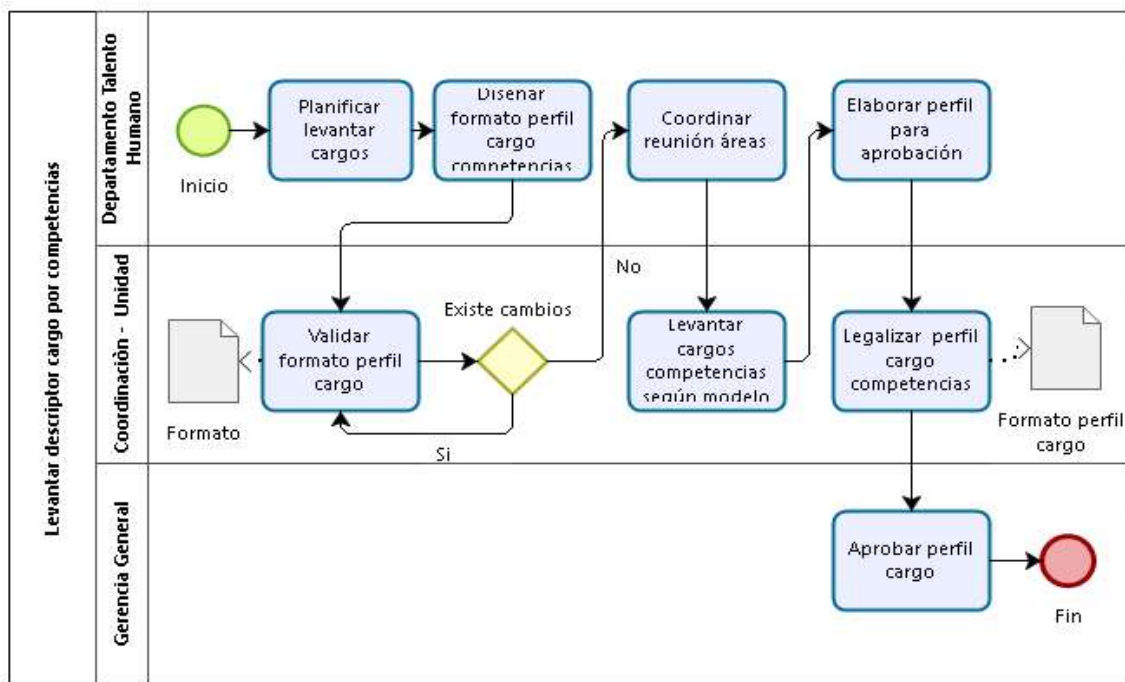 Levantar descriptor cargo por competencias
Departamento Talento
Humano
Inicio
Planificar
levantar
cargos
Diseñar
formato perfil
cargo
competencias
Coordinar
reunión áreas
Elaborar perfil
para
aprobación
Coordinación - Unidad
Formato
Validar
formato perfil
cargo
Existe cambios
Si
No
Levantar
cargos
competencias
según modelo
Legalizar perfil
cargo
competencias
Formato perfil
cargo
Gerencia General
Aprobar perfil
cargo
Fin